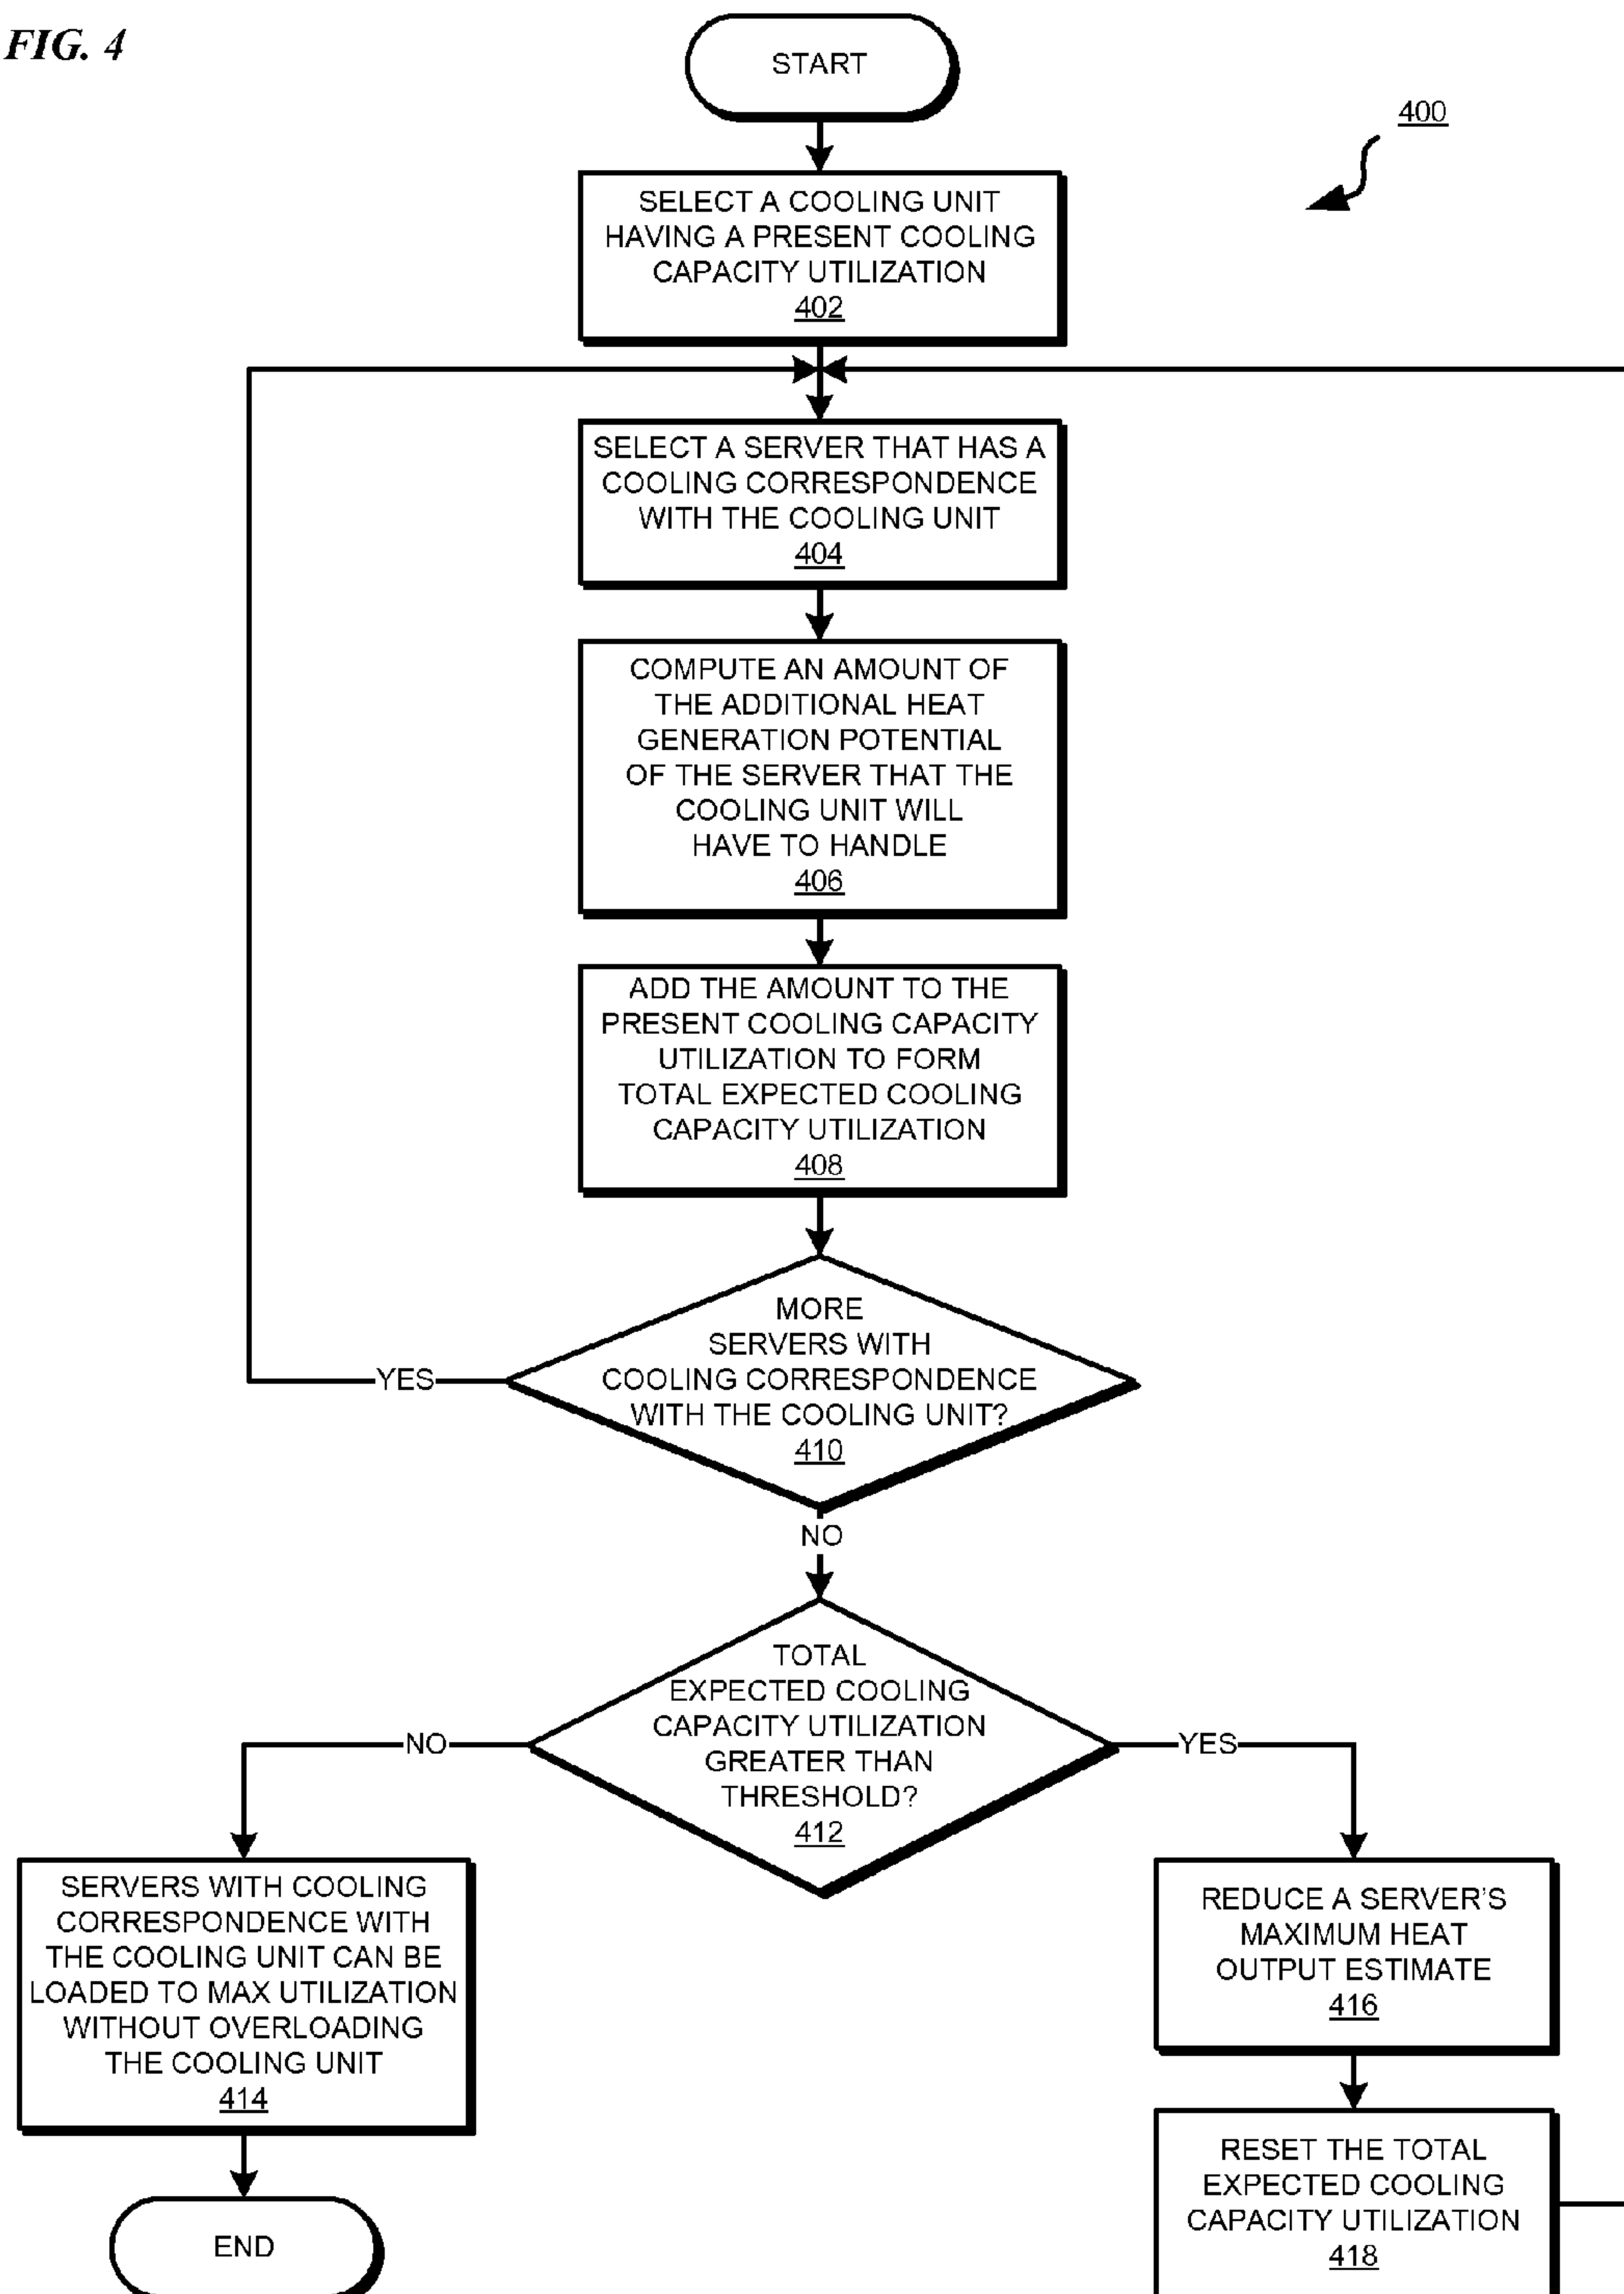 FIG. 4
START
400
SELECT A COOLING UNIT
HAVING A PRESENT COOLING
CAPACITY UTILIZATION
402
SELECT A SERVER THAT HAS A
COOLING CORRESPONDENCE
WITH THE COOLING UNIT
404
COMPUTE AN AMOUNT OF
THE ADDITIONAL HEAT
GENERATION POTENTIAL
OF THE SERVER THAT THE
COOLING UNIT WILL
HAVE TO HANDLE
406
ADD THE AMOUNT TO THE
PRESENT COOLING CAPACITY
UTILIZATION TO FORM
TOTAL EXPECTED COOLING
CAPACITY UTILIZATION
408
MORE
SERVERS WITH
COOLING CORRESPONDENCE
WITH THE COOLING UNIT?
410
YES
NO
TOTAL
EXPECTED COOLING
CAPACITY UTILIZATION
GREATER THAN
THRESHOLD?
412
NO
YES
SERVERS WITH COOLING
CORRESPONDENCE WITH
THE COOLING UNIT CAN BE
LOADED TO MAX UTILIZATION
WITHOUT OVERLOADING
THE COOLING UNIT
414
REDUCE A SERVER'S
MAXIMUM HEAT
OUTPUT ESTIMATE
416
RESET THE TOTAL
EXPECTED COOLING
CAPACITY UTILIZATION
418
END